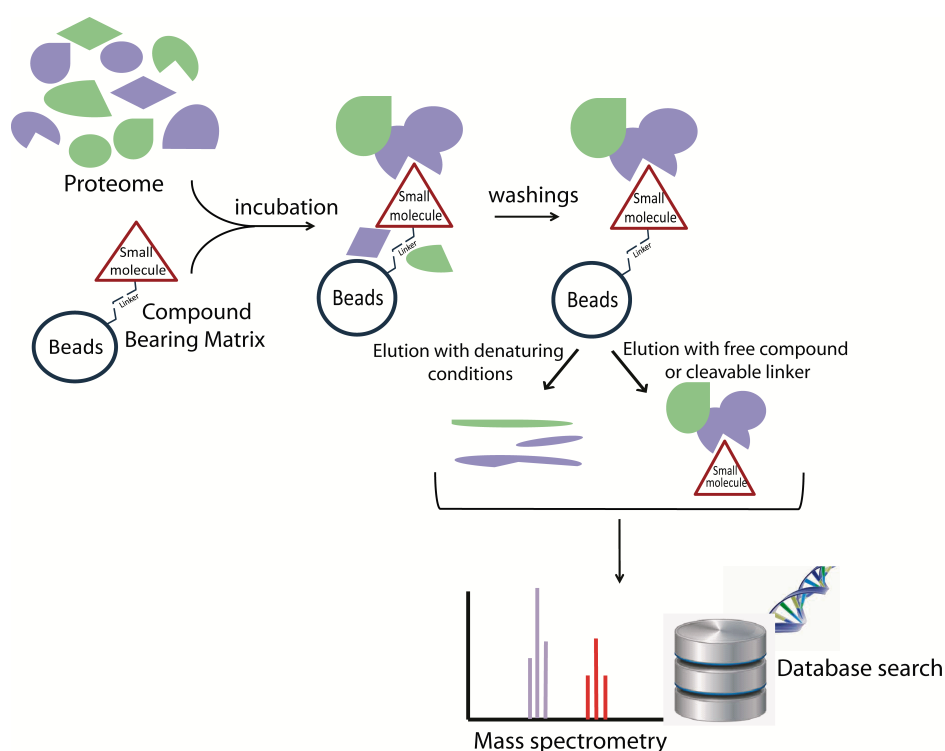 Proteome
Small
molecule
Linker
Beads
Compound
Bearing Matrix
incubation
Small
molecule
Linker
Beads
washings
Small
molecule
Linker
Beads
Elution with denaturing
conditions
Elution with free compound
or cleavable linker
Small
molecule
Mass spectrometry
Database search